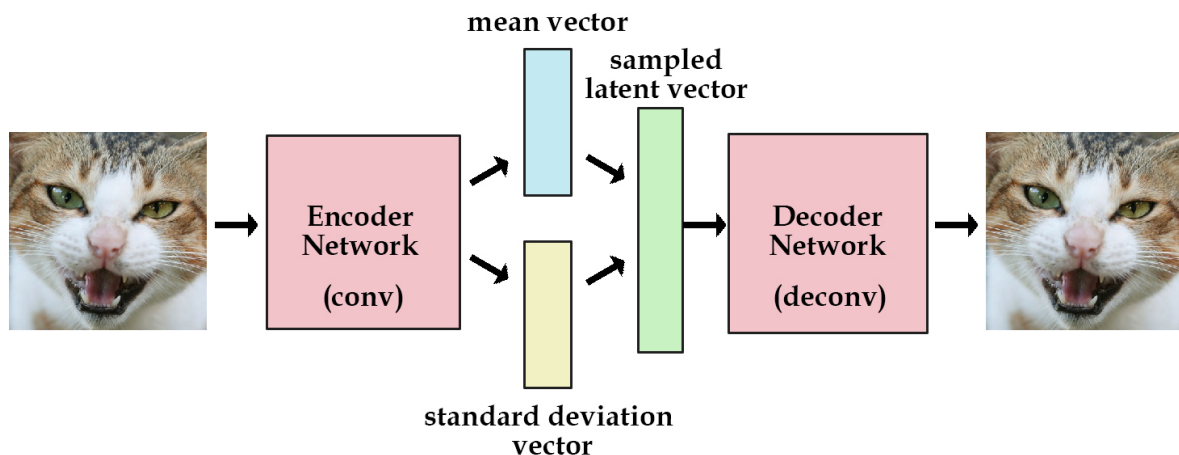 mean vector
sampled
latent vector
Encoder
Network
(conv)
Decoder
Network
(deconv)
standard deviation
vector